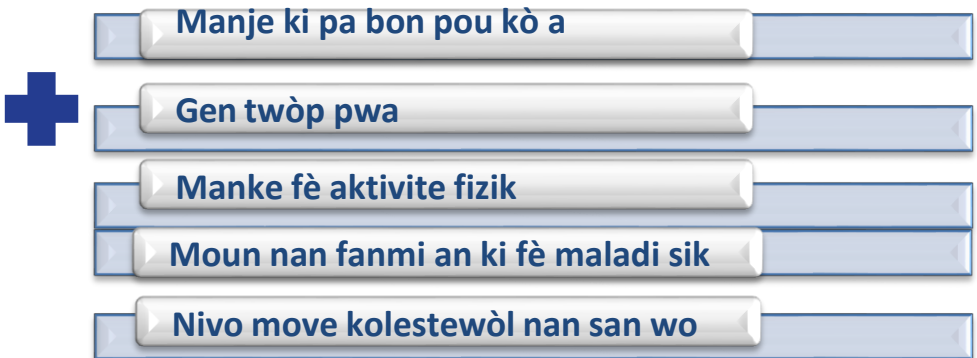 Manje ki pa bon pou kò a
Gen twòp pwa
Manke fè aktivite fizik
Moun nan fanmi an ki fè maladi sik
Nivo move kolestewòl nan san wo